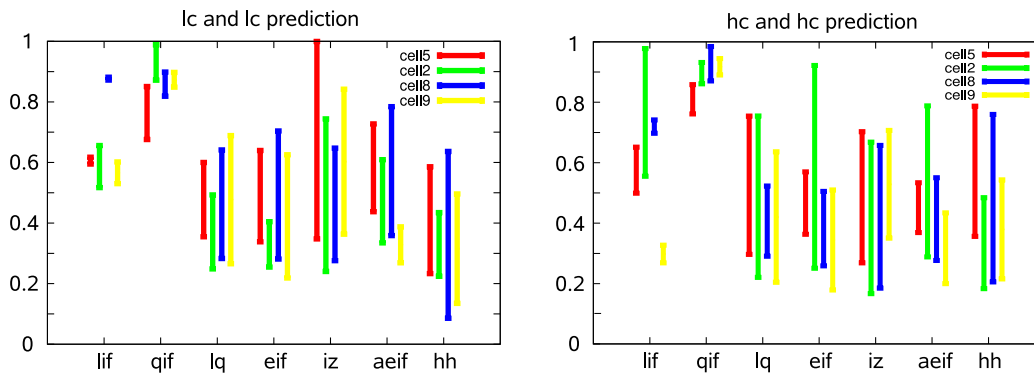 lc and lc prediction
1
0.8
0.6
0.4
0.2
0
cell5
cell2
cell8
cell9
lif qif lq eif iz aeif hh
hc and hc prediction
1
0.8
0.6
0.4
0.2
0
cell5
cell2
cell8
cell9
lif qif lq eif iz aeif hh